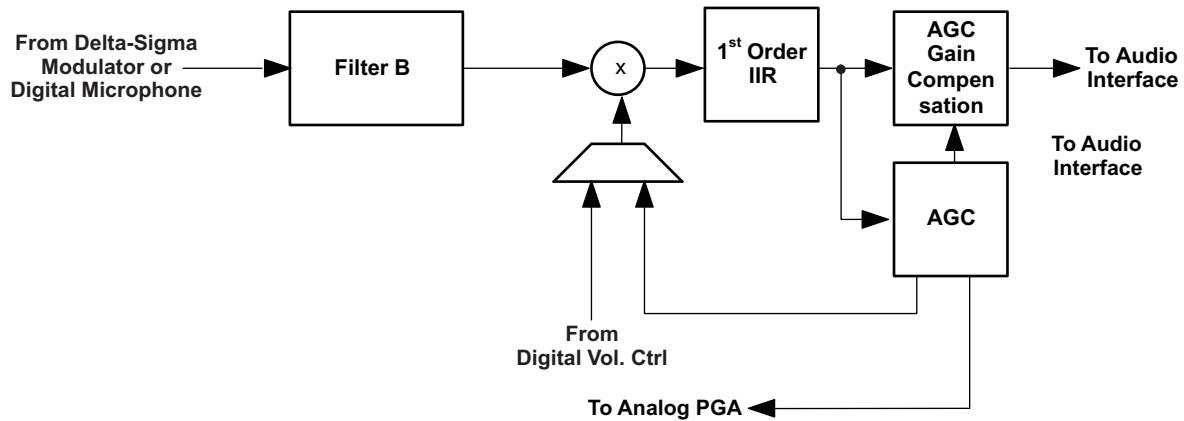 From Delta-Sigma
Modulator or
Digital Microphone
Filter B
x
1st Order
IIR
AGC
Gain
Compen
sation
To Audio
Interface
To Audio
Interface
AGC
From
Digital Vol. Ctrl
To Analog PGA